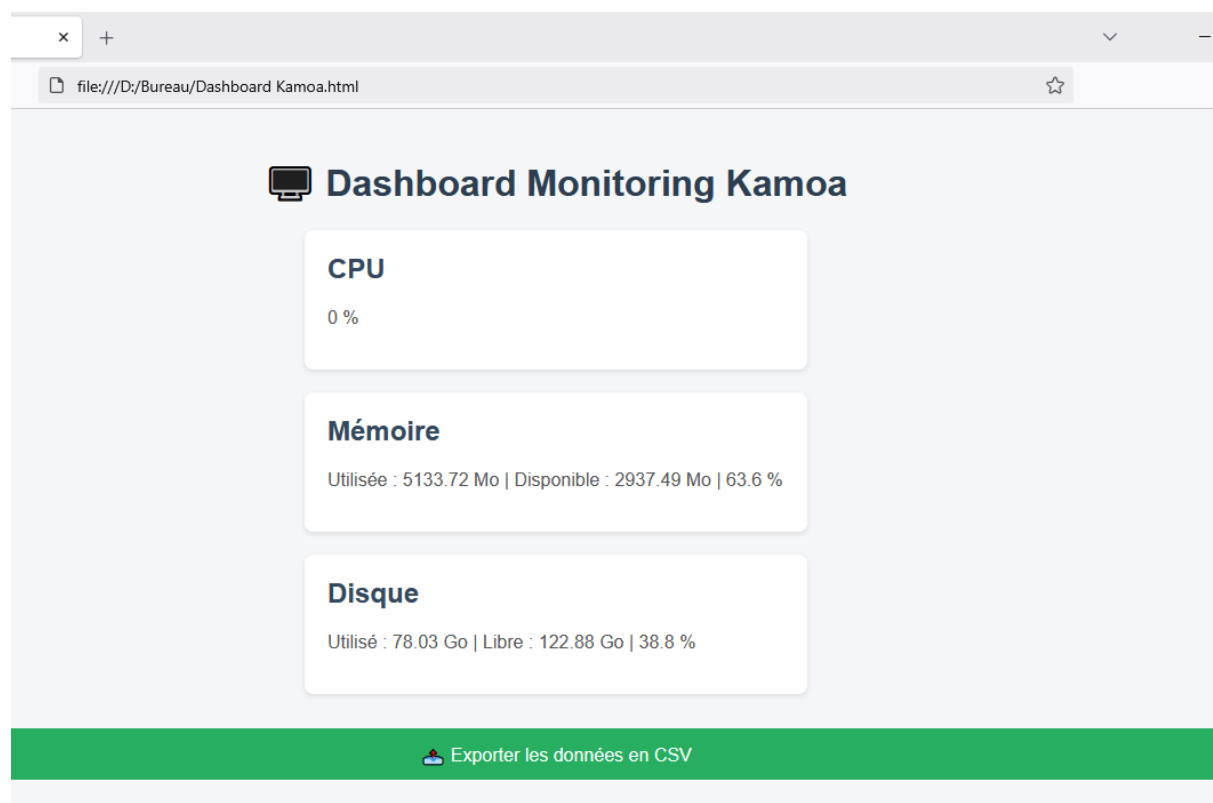 file:///D:/Bureau/Dashboard Kamoa.html
Dashboard Monitoring Kamoa
CPU
0 %
Mémoire
Utilisée : 5133.72 Mo | Disponible : 2937.49 Mo | 63.6 %
Disque
Utilisé : 78.03 Go | Libre : 122.88 Go | 38.8 %
Exporter les données en CSV